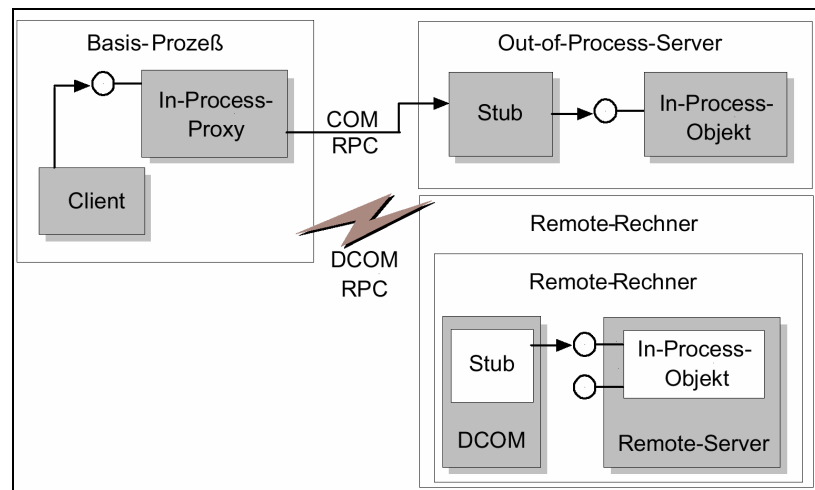 Basis-Prozeß
In-Process-
Proxy
Client
COM
RPC
Out-of-Process-Server
Stub
In-Process-
Objekt
DCOM
RPC
Remote-Rechner
Remote-Rechner
Stub
DCOM
In-Process-
Objekt
Remote-Server